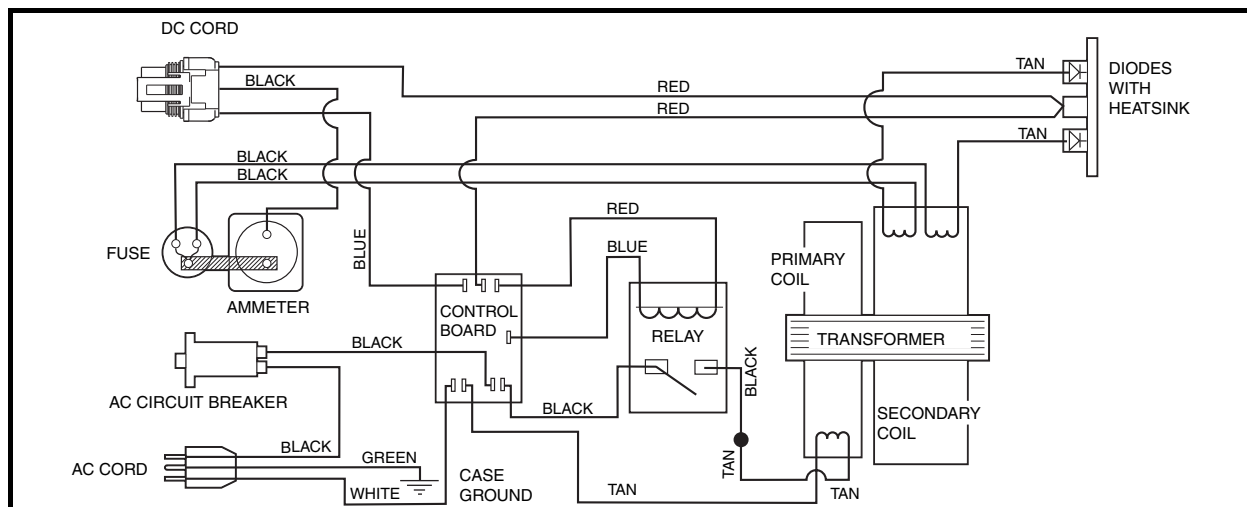 DC CORD
BLACK
RED
RED
TAN
TAN
DIODES
WITH
HEATSINK
BLACK
BLACK
FUSE
AMMETER
BLUE
RED
BLUE
CONTROL
BOARD
RELAY
PRIMARY
COIL
TRANSFORMER
SECONDARY
COIL
BLACK
AC CIRCUIT BREAKER
BLACK
BLACK
TAN
TAN
AC CORD
BLACK
GREEN
WHITE
CASE
GROUND
TAN